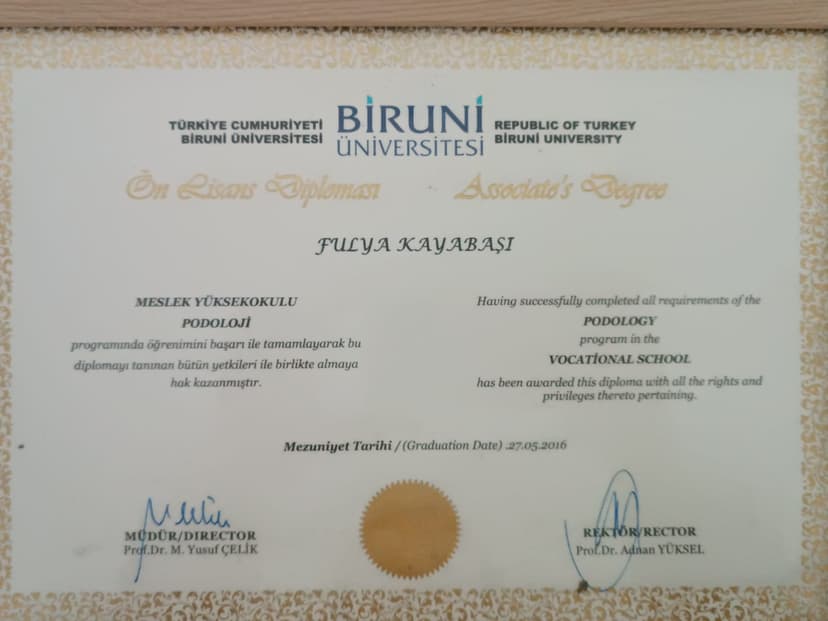 TÜRKİYE CUMHURİYETİ
BİRUNİ ÜNİVERSİTESİ
BİRUNİ
ÜNİVERSİTESİ
REPUBLIC OF TURKEY
BİRUNİ UNIVERSITY
Ön Lisans Diploması
Associate's Degree
FULYA KAYABAŞI
MESLEK YÜKSEKOKULU
PODOLOJİ
programında öğrenimini başarı ile tamamlayarak bu
diplomayı tanınan bütün yetkileri ile birlikte almaya
hak kazanmıştır.
Having successfully completed all requirements of the
PODOLOGY
program in the
VOCATİONAL SCHOOL
has been awarded this diploma with all the rights and
privileges thereto pertaining.
Mezuniyet Tarihi / (Graduation Date) .27.05.2016
MÜDÜR/DIRECTOR
Prof.Dr. M. Yusuf ÇELİK
REKTÖR/RECTOR
Prof.Dr. Adnan YÜKSEL